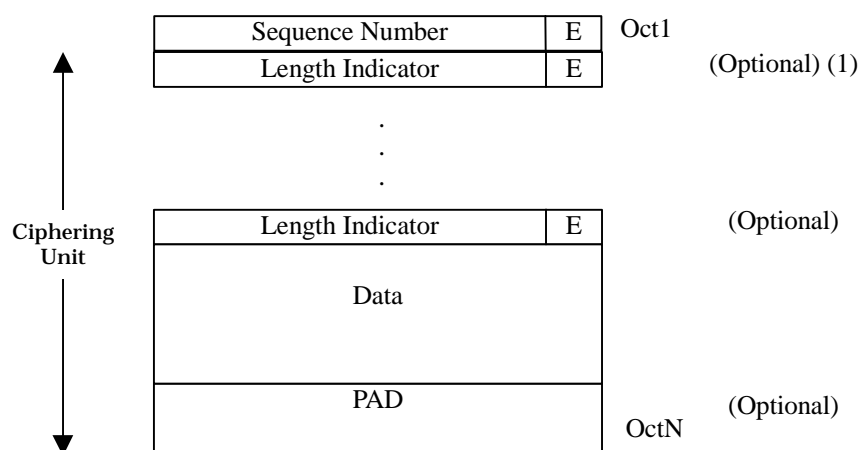 Sequence Number E Oct1
Length Indicator E (Optional) (1)
.
.
.
Length Indicator E (Optional)
Ciphering
Unit
Data
PAD (Optional)
OctN